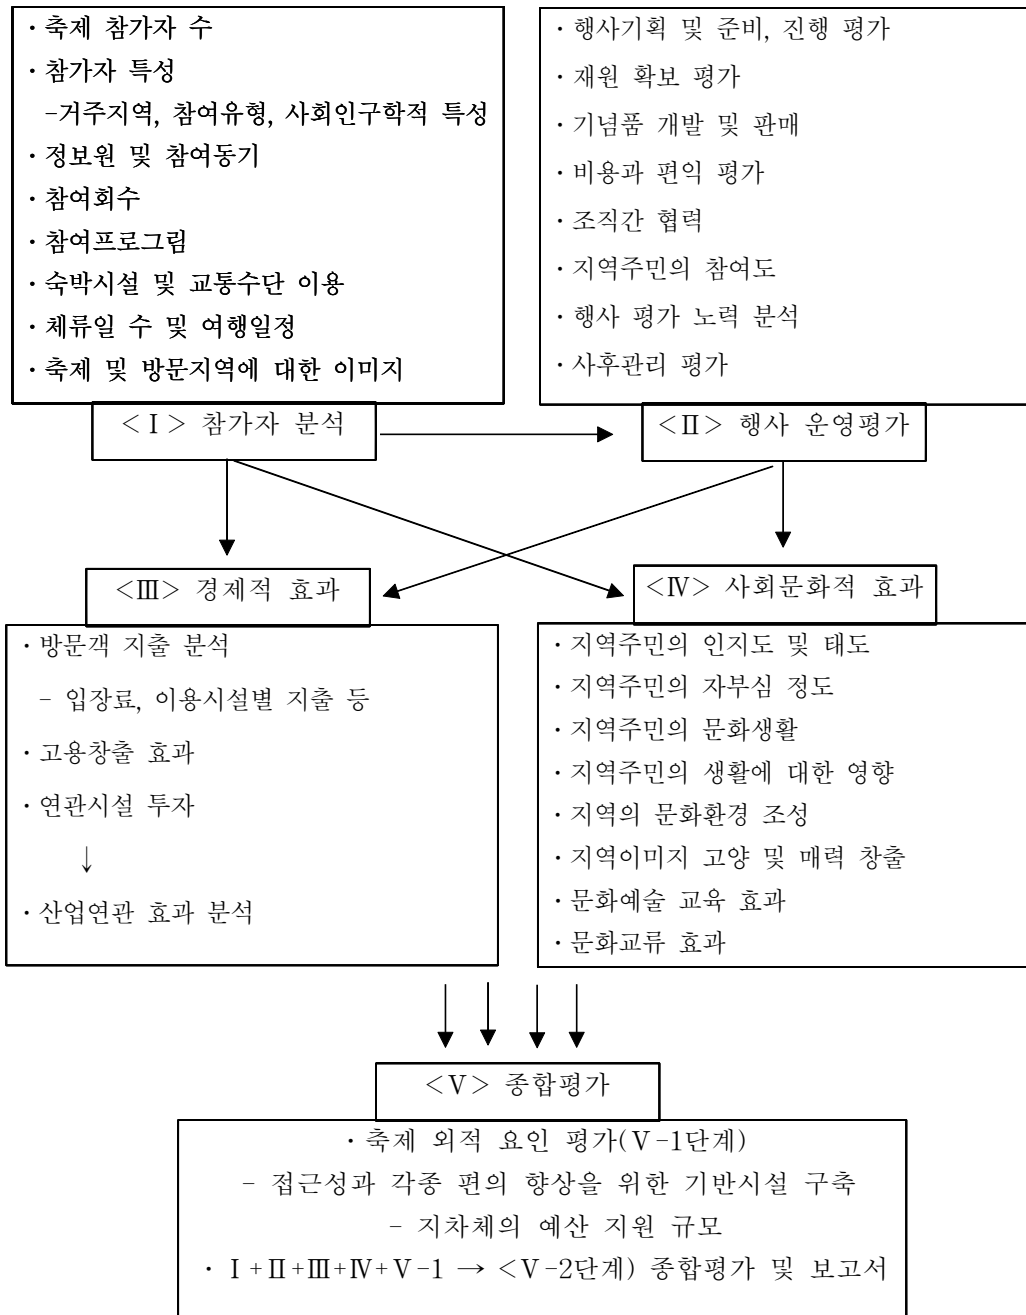 · 축제 참가자 수
· 참가자 특성
-거주지역, 참여유형, 사회인구학적 특성
· 정보원 및 참여동기
· 참여회수
· 참여프로그림
· 숙박시설 및 교통수단 이용
· 체류일 수 및 여행일정
· 축제 및 방문지역에 대한 이미지
<Ⅰ> 참가자 분석
· 행사기획 및 준비, 진행 평가
· 재원 확보 평가
· 기념품 개발 및 판매
· 비용과 편익 평가
· 조직간 협력
· 지역주민의 참여도
· 행사 평가 노력 분석
· 사후관리 평가
<Ⅱ> 행사 운영평가
<Ⅲ> 경제적 효과
· 방문객 지출 분석
- 입장료, 이용시설별 지출 등
· 고용창출 효과
· 연관시설 투자
↓
· 산업연관 효과 분석
<Ⅳ> 사회문화적 효과
· 지역주민의 인지도 및 태도
· 지역주민의 자부심 정도
· 지역주민의 문화생활
· 지역주민의 생활에 대한 영향
· 지역의 문화환경 조성
· 지역이미지 고양 및 매력 창출
· 문화예술 교육 효과
· 문화교류 효과
<Ⅴ> 종합평가
· 축제 외적 요인 평가(Ⅴ-1단계)
- 접근성과 각종 편의 향상을 위한 기반시설 구축
- 지차체의 예산 지원 규모
· Ⅰ+Ⅱ+Ⅲ+Ⅳ+Ⅴ-1 → <Ⅴ-2단계) 종합평가 및 보고서